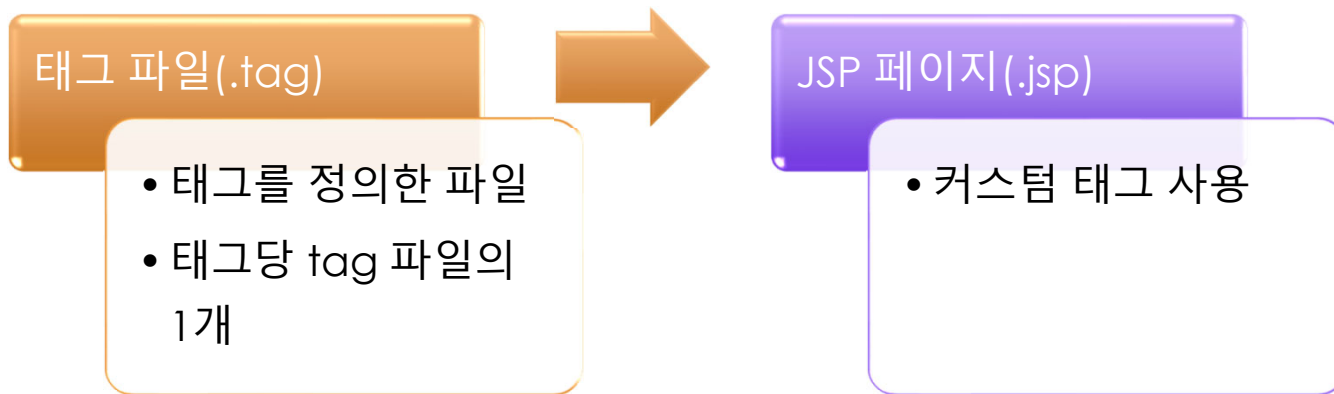 태그 파일(.tag)
• 태그를 정의한 파일
• 태그당 tag 파일의
1개
JSP 페이지(.jsp)
• 커스텀 태그 사용